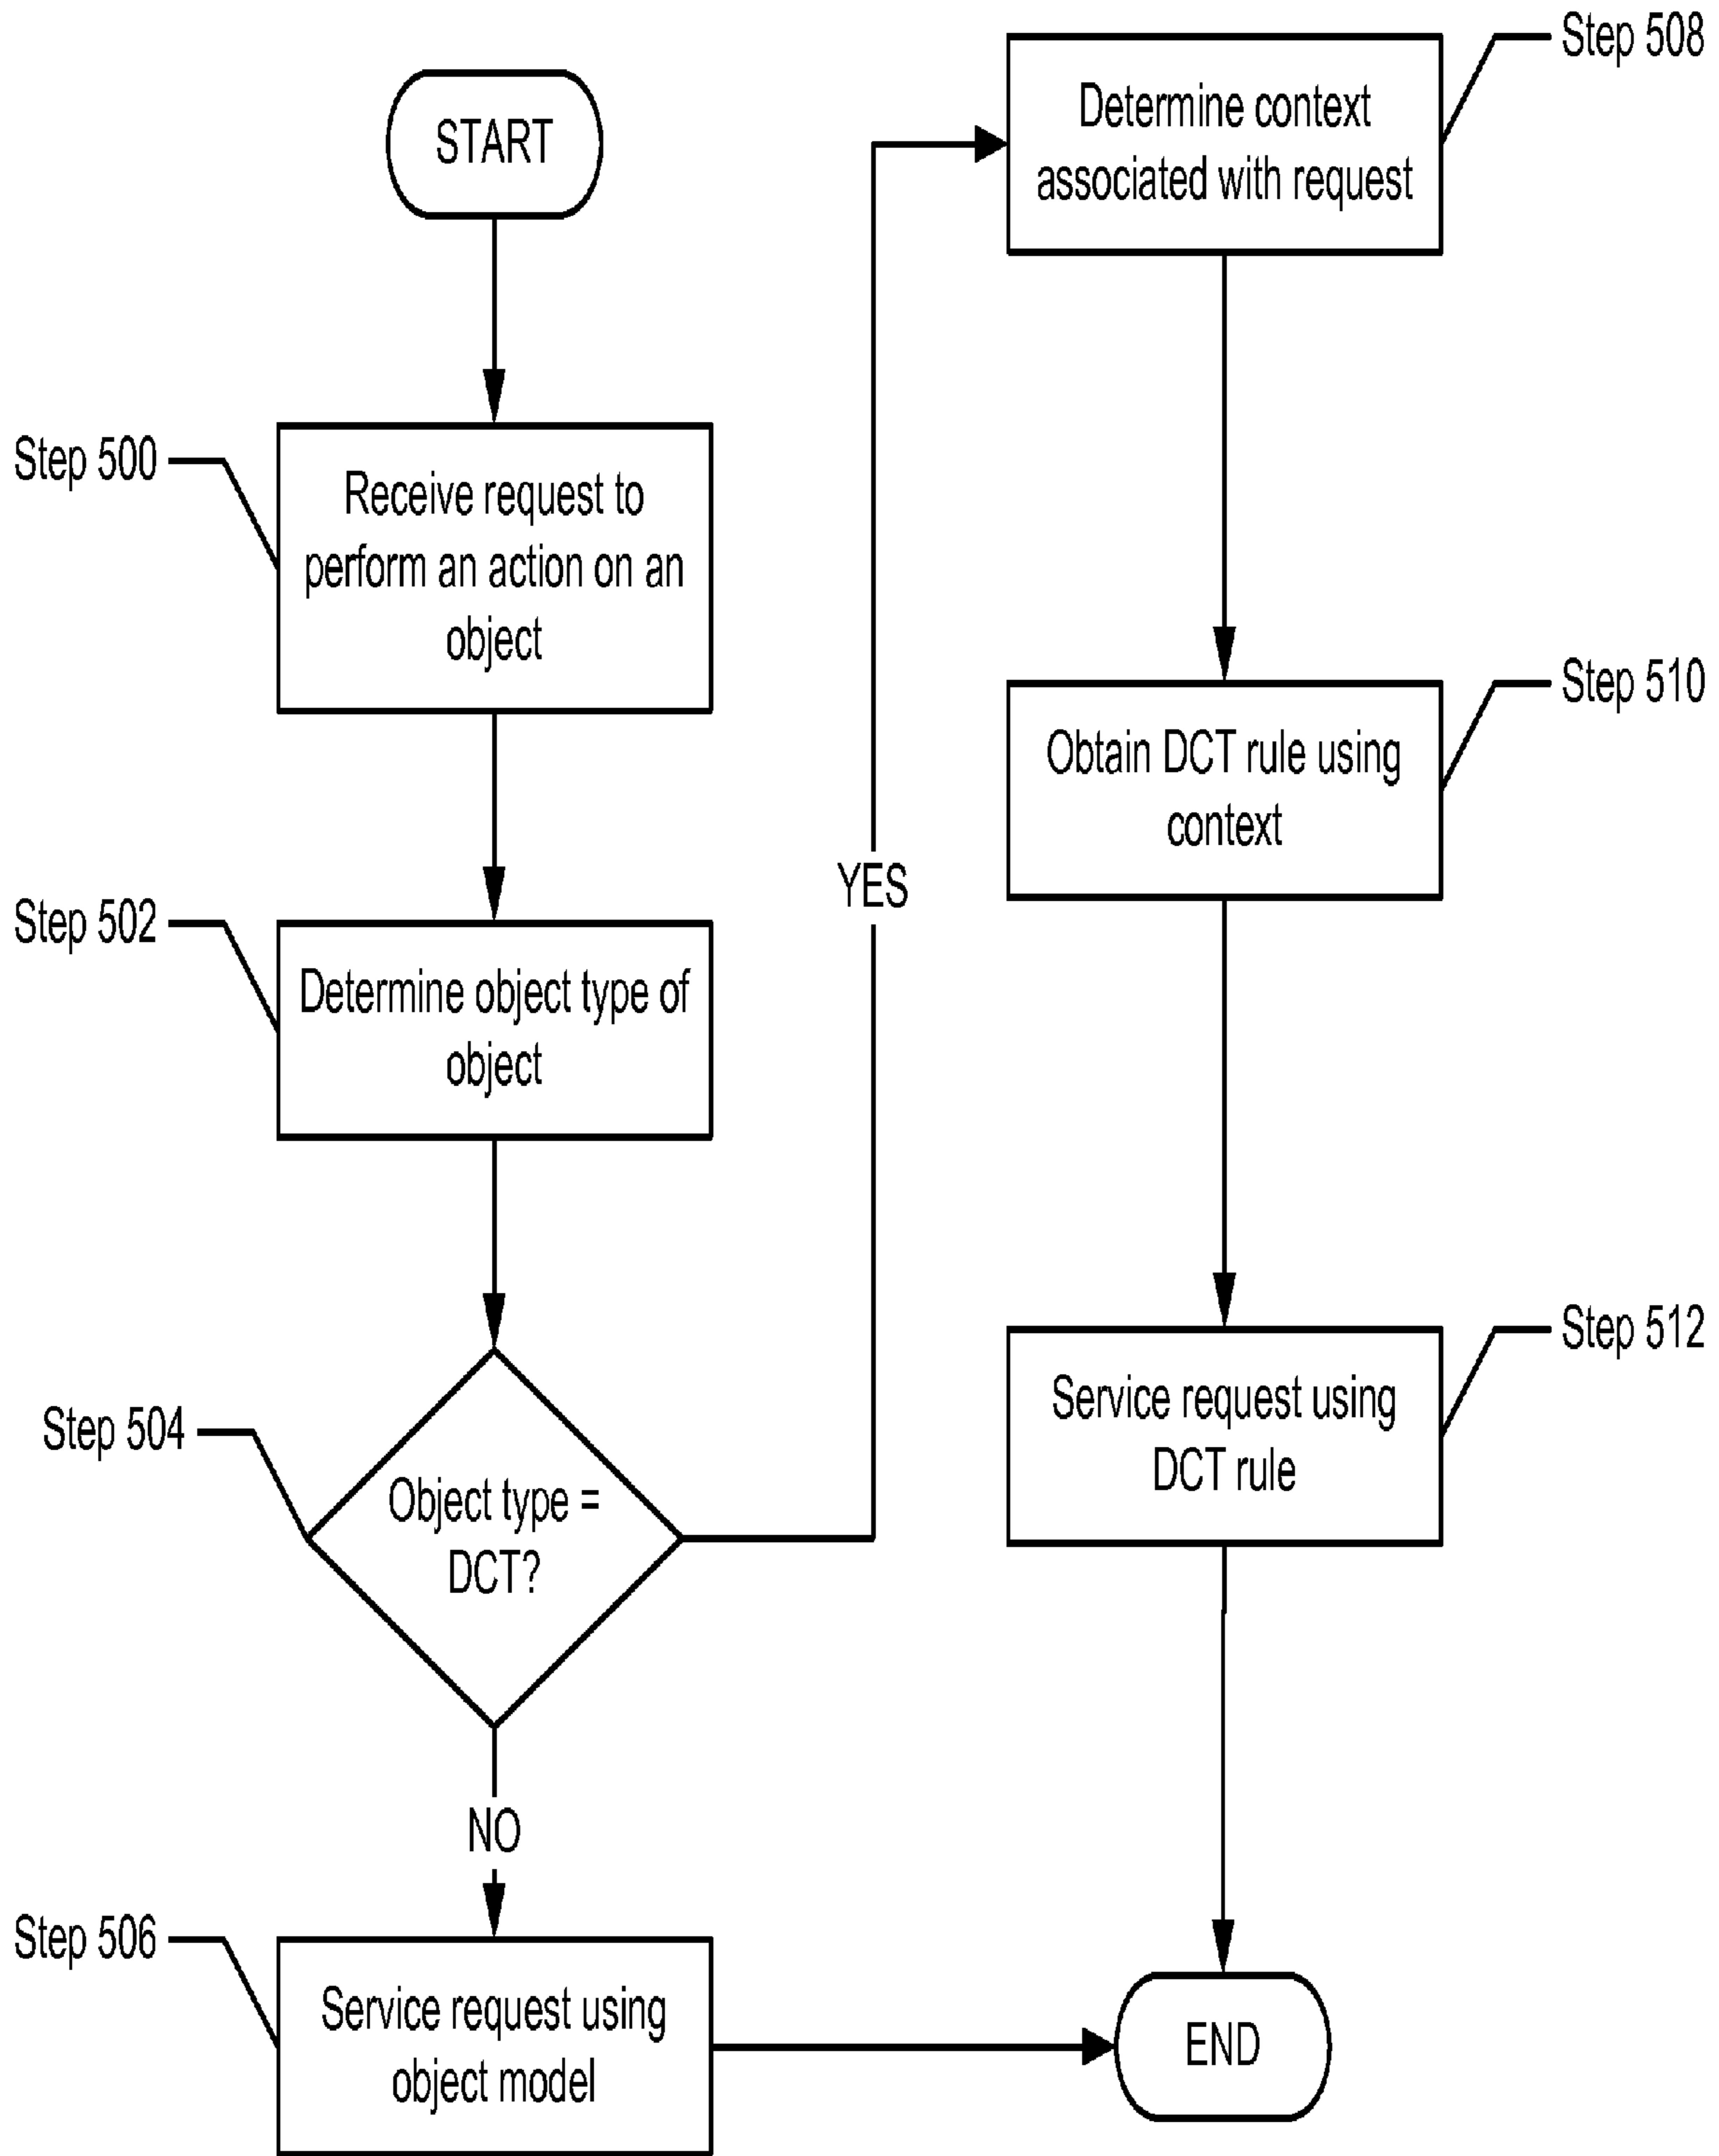 START
Step 500
Receive request to
perform an action on an
object
Step 502
Determine object type of
object
Step 504
Object type =
DCT?
YES
NO
Step 506
Service request using
object model
Step 508
Determine context
associated with request
Step 510
Obtain DCT rule using
context
Step 512
Service request using
DCT rule
END